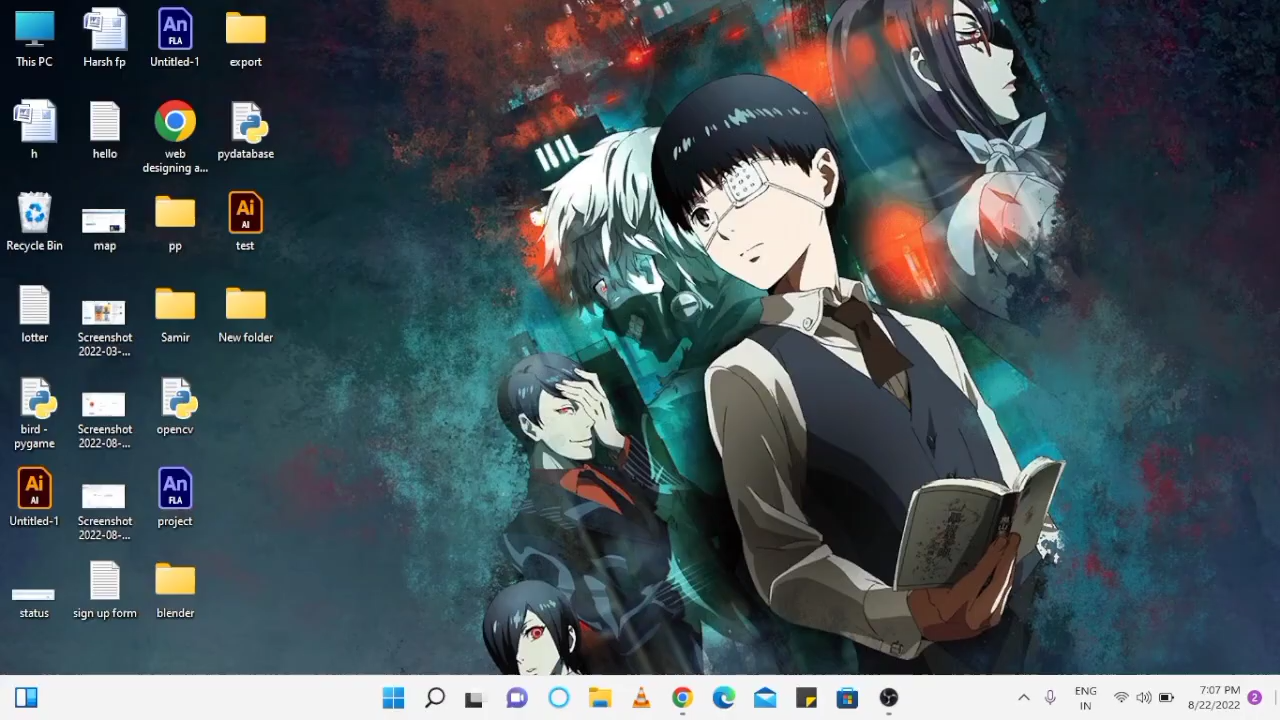 This PC
Harsh fp
Untitled-1
export
h
hello
web
designing a...
pydatabase
Recycle Bin
map
pp
test
lotter
Screenshot
2022-03-...
Samir
New folder
bird -
pygame
Screenshot
2022-08-...
opencv
Untitled-1
Screenshot
2022-08-...
project
status
sign up form
blender
An
FLA
Ai
AI
Ai
AI
An
FLA
ENG
IN
7:07 PM
8/22/2022
2